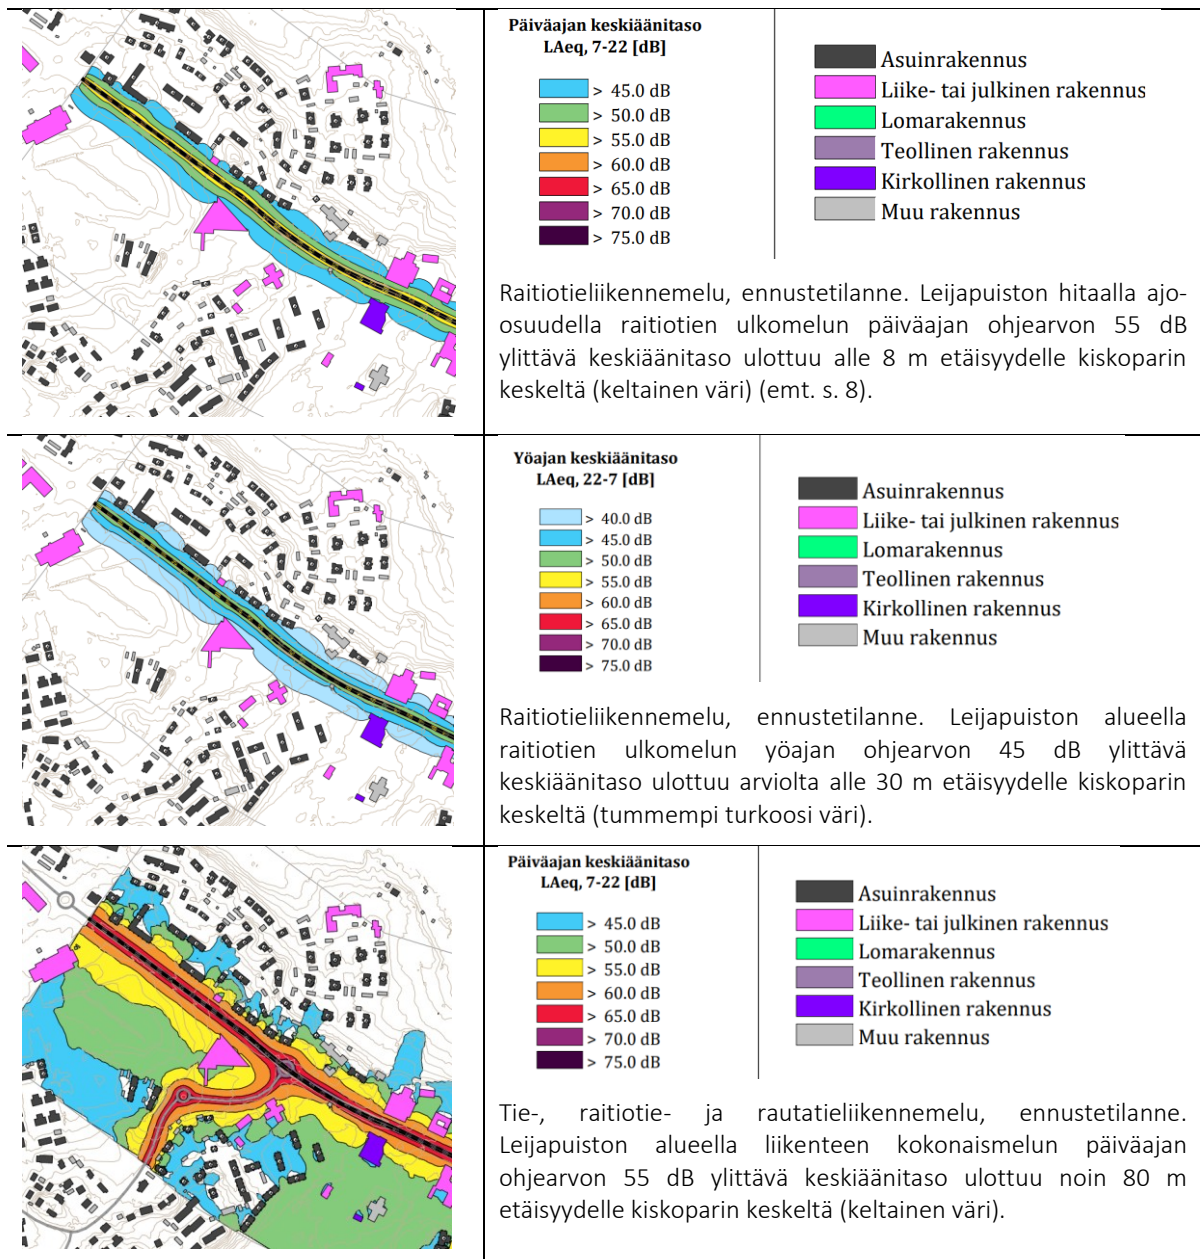 Päiväajan keskiäänitaso
LAeq, 7-22 [dB]
> 45.0 dB
> 50.0 dB
> 55.0 dB
> 60.0 dB
> 65.0 dB
> 70.0 dB
> 75.0 dB
Asuinrakennus
Liike- tai julkinen rakennus
Lomarakennus
Teollinen rakennus
Kirkollinen rakennus
Muu rakennus
Raitiotieliikennemelu, ennustetilanne. Leijapuiston hitaalla ajo-
osuudella raitiotien ulkomelun päiväajan ohjearvon 55 dB
ylittävä keskiäänitaso ulottuu alle 8 m etäisyydelle kiskoparin
keskeltä (keltainen väri) (emt. s. 8).
Yöajan keskiäänitaso
LAeq, 22-7 [dB]
> 40.0 dB
> 45.0 dB
> 50.0 dB
> 55.0 dB
> 60.0 dB
> 65.0 dB
> 70.0 dB
> 75.0 dB
Asuinrakennus
Liike- tai julkinen rakennus
Lomarakennus
Teollinen rakennus
Kirkollinen rakennus
Muu rakennus
Raitiotieliikennemelu, ennustetilanne. Leijapuiston alueella
raitiotien ulkomelun yöajan ohjearvon 45 dB ylittävä
keskiäänitaso ulottuu arviolta alle 30 m etäisyydelle kiskoparin
keskeltä (tummempi turkoosi väri).
Päiväajan keskiäänitaso
LAeq, 7-22 [dB]
> 45.0 dB
> 50.0 dB
> 55.0 dB
> 60.0 dB
> 65.0 dB
> 70.0 dB
> 75.0 dB
Asuinrakennus
Liike- tai julkinen rakennus
Lomarakennus
Teollinen rakennus
Kirkollinen rakennus
Muu rakennus
Tie-, raitiotie- ja rautatieliikennemelu, ennustetilanne.
Leijapuiston alueella liikenteen kokonaismelun päiväajan
ohjearvon 55 dB ylittävä keskiäänitaso ulottuu noin 80 m
etäisyydelle kiskoparin keskeltä (keltainen väri).